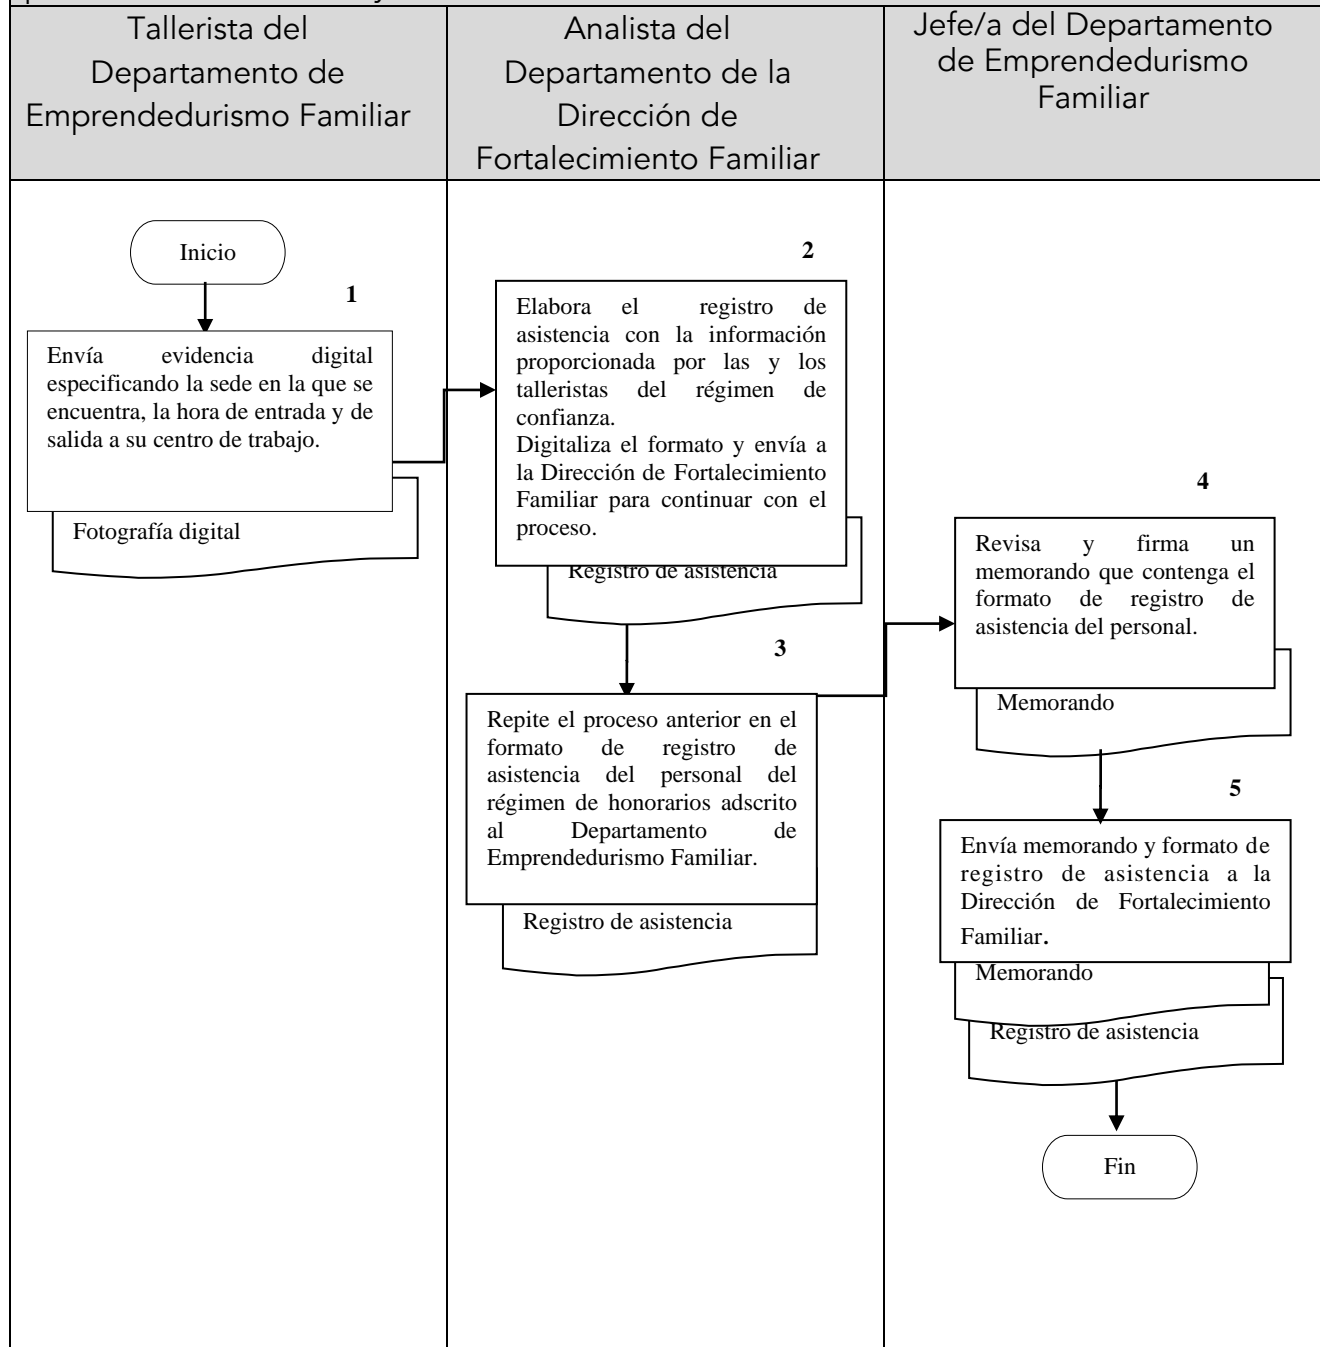 Tallerista del
Departamento de
Emprendedurismo Familiar
Analista del
Departamento de la
Dirección de
Fortalecimiento Familiar
Jefe/a del Departamento
de Emprendedurismo
Familiar
Inicio
1
Envía evidencia digital
especificando la sede en la que se
encuentra, la hora de entrada y de
salida a su centro de trabajo.
Fotografía digital
2
Elabora el registro de
asistencia con la información
proporcionada por las y los
talleristas del régimen de
confianza.
Digitaliza el formato y envía a
la Dirección de Fortalecimiento
Familiar para continuar con el
proceso.
Registro de asistencia
3
Repite el proceso anterior en el
formato de registro de
asistencia del personal del
régimen de honorarios adscrito
al Departamento de
Emprendedurismo Familiar.
Registro de asistencia
4
Revisa y firma un
memorando que contenga el
formato de registro de
asistencia del personal.
Memorando
5
Envía memorando y formato de
registro de asistencia a la
Dirección de Fortalecimiento
Familiar.
Memorando
Registro de asistencia
Fin